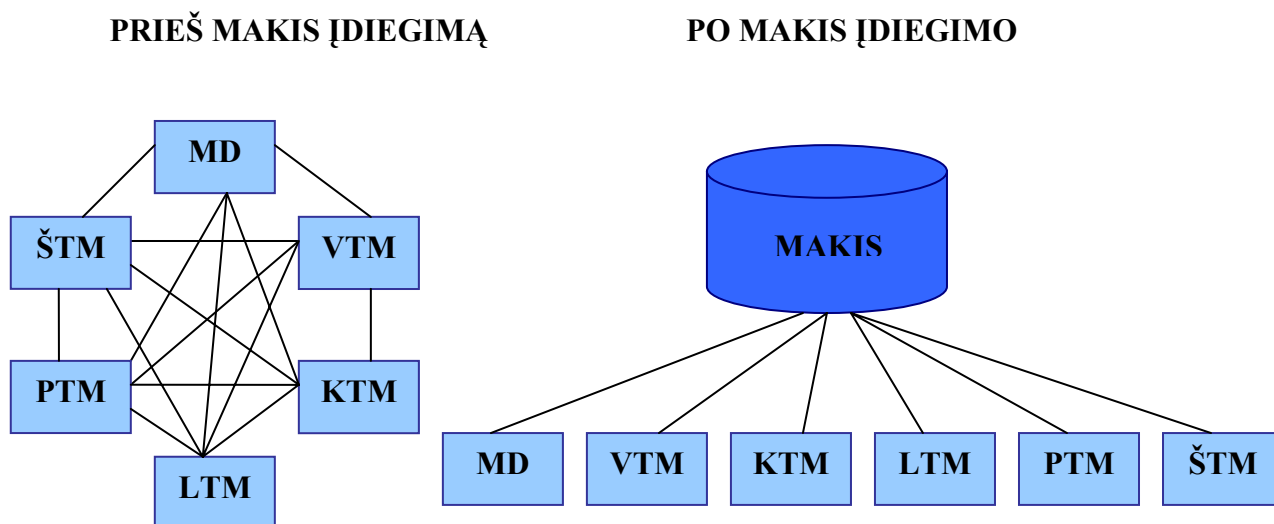 PRIEŠ MAKIS ĮDIEGIMĄ
PO MAKIS ĮDIEGIMO
MD
ŠTM
VTM
PTM
KTM
LTM
MAKIS
MD
VTM
KTM
LTM
PTM
ŠTM